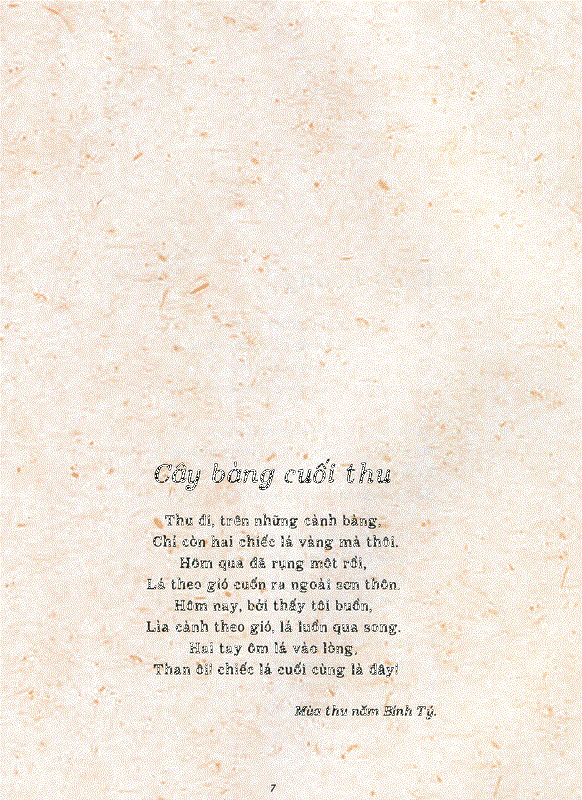 Cây bàng cuối thu
Thu đi, trên những cành bàng,
Chỉ còn hai chiếc lá vàng mà thôi.
Hôm qua đã rụng một rồi,
Lá theo gió cuốn ra ngoài sơn thôn.
Hôm nay, bởi thấy tôi buồn,
Lìa cành theo gió, lá luồn qua song.
Hai tay ôm lá vào lòng,
Than ôi! chiếc lá cuối cùng là đây!
Mùa thu năm Bính Tý.
7